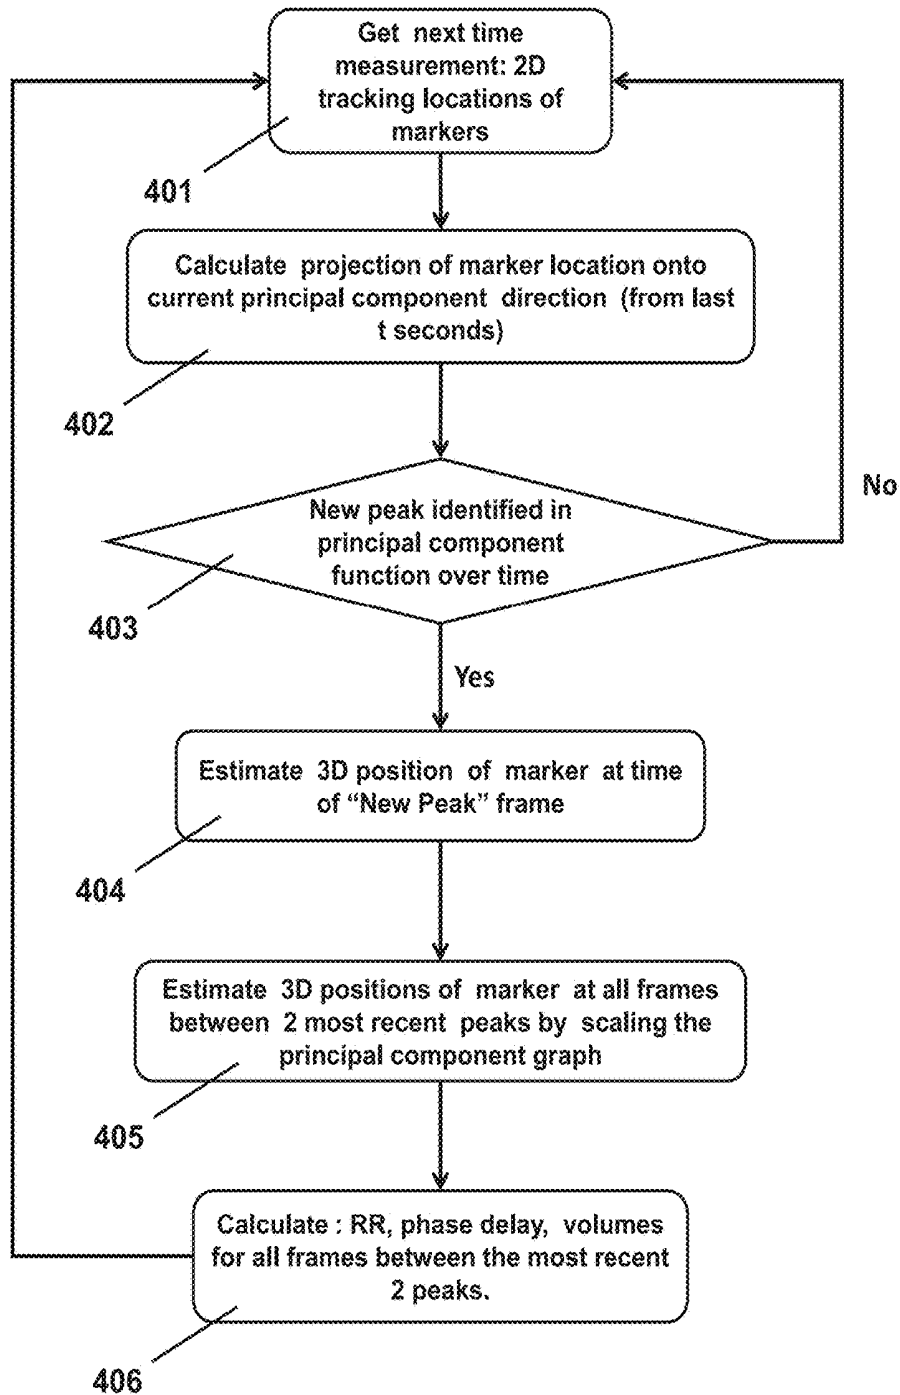 Get next time
measurement: 2D
tracking locations of
markers
401
Calculate projection of marker location onto
current principal component direction (from last
t seconds)
402
No
New peak identified in
principal component
function over time
403
Yes
Estimate 3D position of marker at time
of “New Peak” frame
404
Estimate 3D positions of marker at all frames
between 2 most recent peaks by scaling the
principal component graph
405
Calculate : RR, phase delay, volumes
for all frames between the most recent
2 peaks.
406